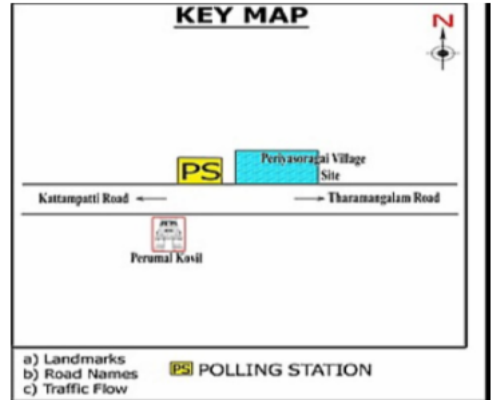 KEY MAP
N
PS
Periyasoragai Village
Site
Kattampatti Road
Tharamangalam Road
Perumal Kovil
a) Landmarks
b) Road Names
c) Traffic Flow
PS POLLING STATION